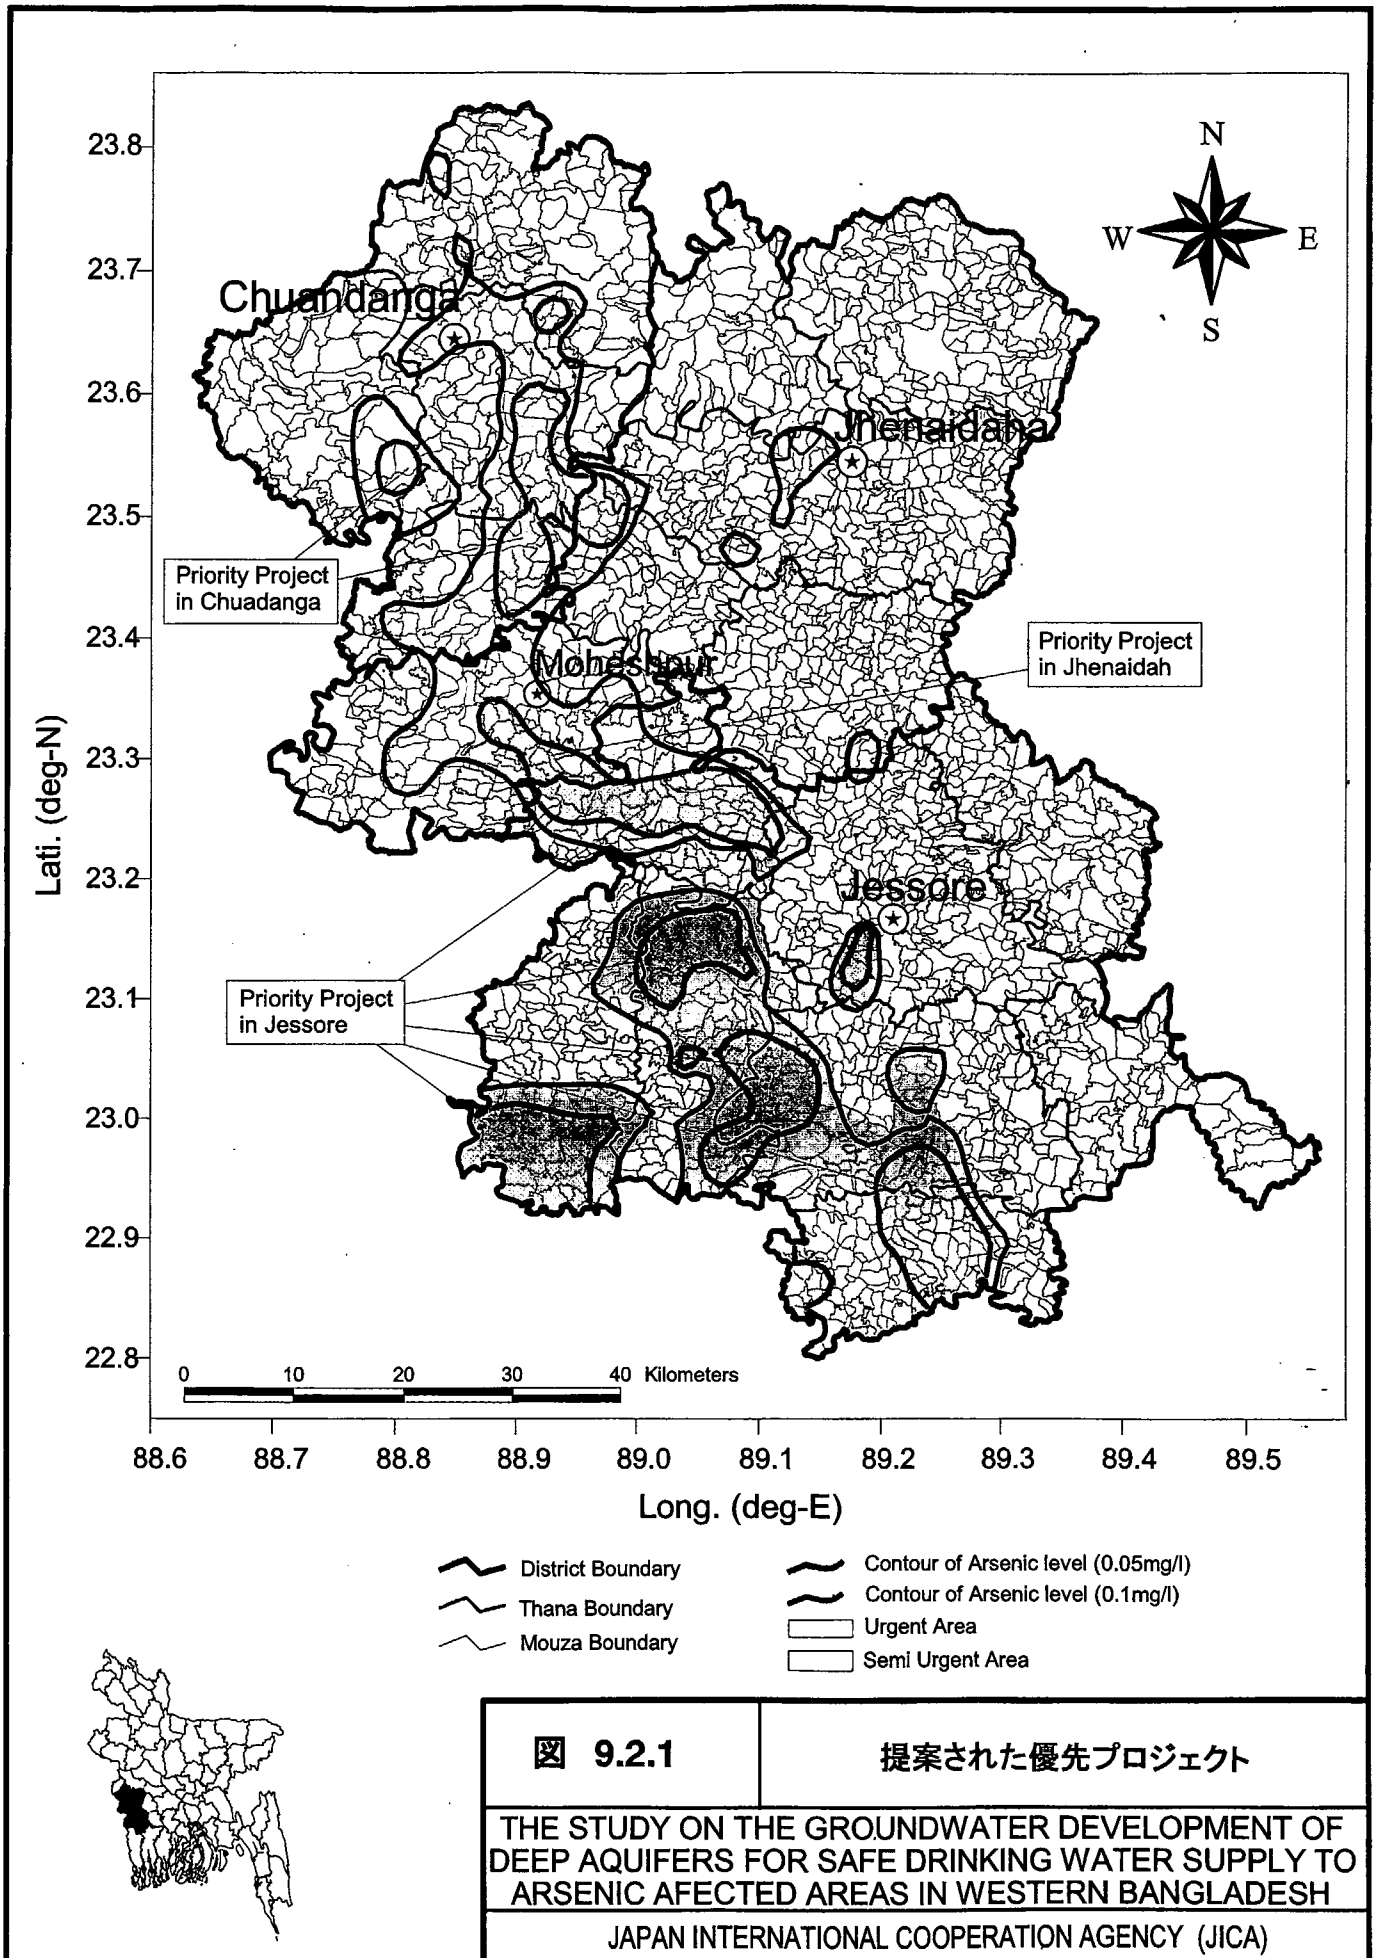 N
W
E
S
23.8
23.7
23.6
23.5
23.4
23.3
23.2
23.1
23.0
22.9
22.8
Lati. (deg-N)
Chuandanga
Jhenaidaha
Priority Project
in Chuadanga
Moheshpur
Priority Project
in Jhenaidah
Jessore
Priority Project
in Jessore
0 10 20 30 40 Kilometers
88.6 88.7 88.8 88.9 89.0 89.1 89.2 89.3 89.4 89.5
Long. (deg-E)
District Boundary
Thana Boundary
Mouza Boundary
Contour of Arsenic level (0.05mg/l)
Contour of Arsenic level (0.1mg/l)
Urgent Area
Semi Urgent Area
図 9.2.1
提案された優先プロジェクト
THE STUDY ON THE GROUNDWATER DEVELOPMENT OF
DEEP AQUIFERS FOR SAFE DRINKING WATER SUPPLY TO
ARSENIC AFECTED AREAS IN WESTERN BANGLADESH
JAPAN INTERNATIONAL COOPERATION AGENCY (JICA)